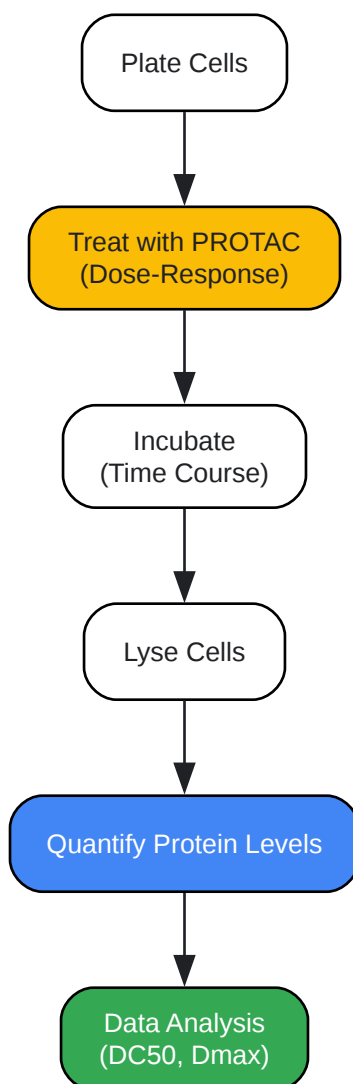 Plate Cells
Treat with PROTAC
(Dose-Response)
Incubate
(Time Course)
Lyse Cells
Quantify Protein Levels
Data Analysis
(DC50, Dmax)